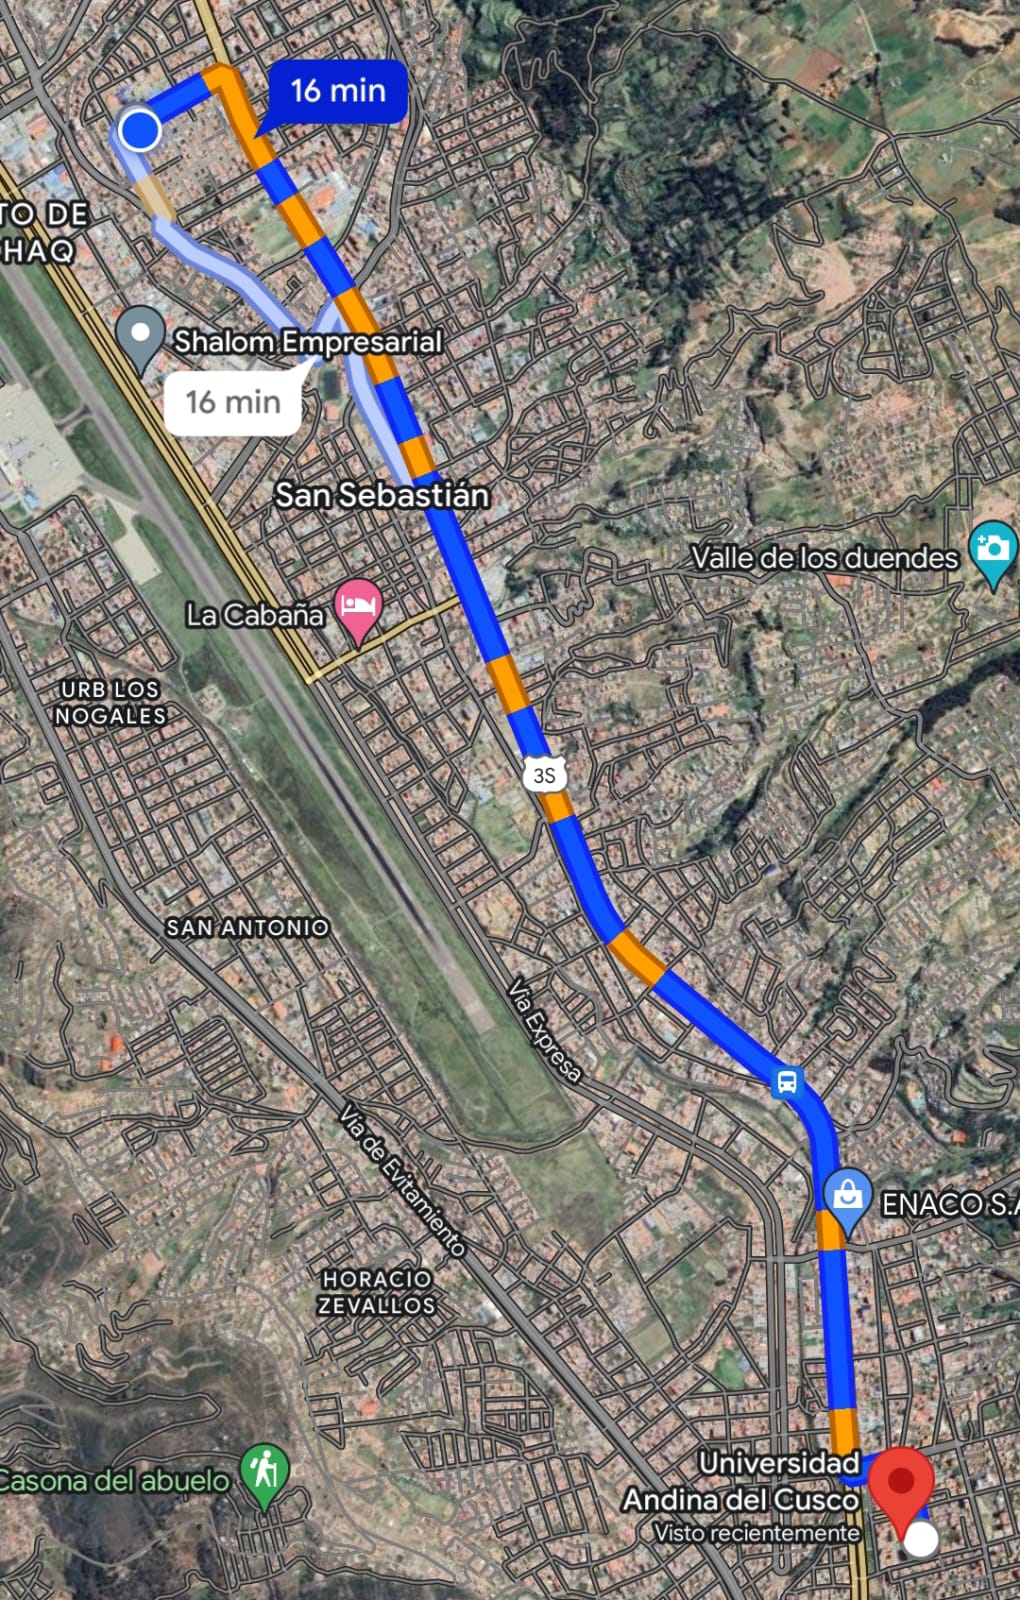 16 min
TO DE
HAQ
Shalom Empresarial
16 min
San Sebastián
Valle de los duendes
La Cabaña
URB LOS
NOGALES
3S
SAN ANTONIO
Vía Expresa
Vía de Evitamiento
ENACO S.A
HORACIO
ZEVALLOS
Casona del abuelo
Universidad
Andina del Cusco
Visto recientemente